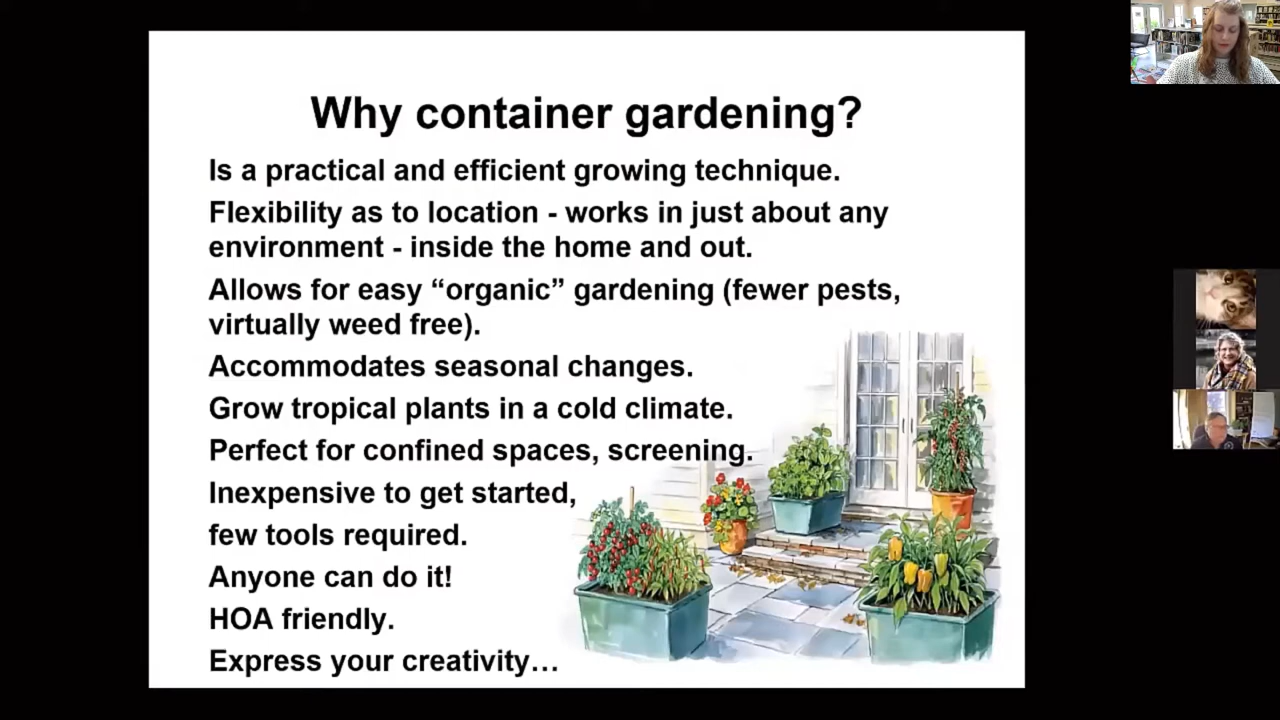 Why container gardening?
Is a practical and efficient growing technique.
Flexibility as to location - works in just about any
environment - inside the home and out.
Allows for easy “organic” gardening (fewer pests,
virtually weed free).
Accommodates seasonal changes.
Grow tropical plants in a cold climate.
Perfect for confined spaces, screening.
Inexpensive to get started,
few tools required.
Anyone can do it!
HOA friendly.
Express your creativity…